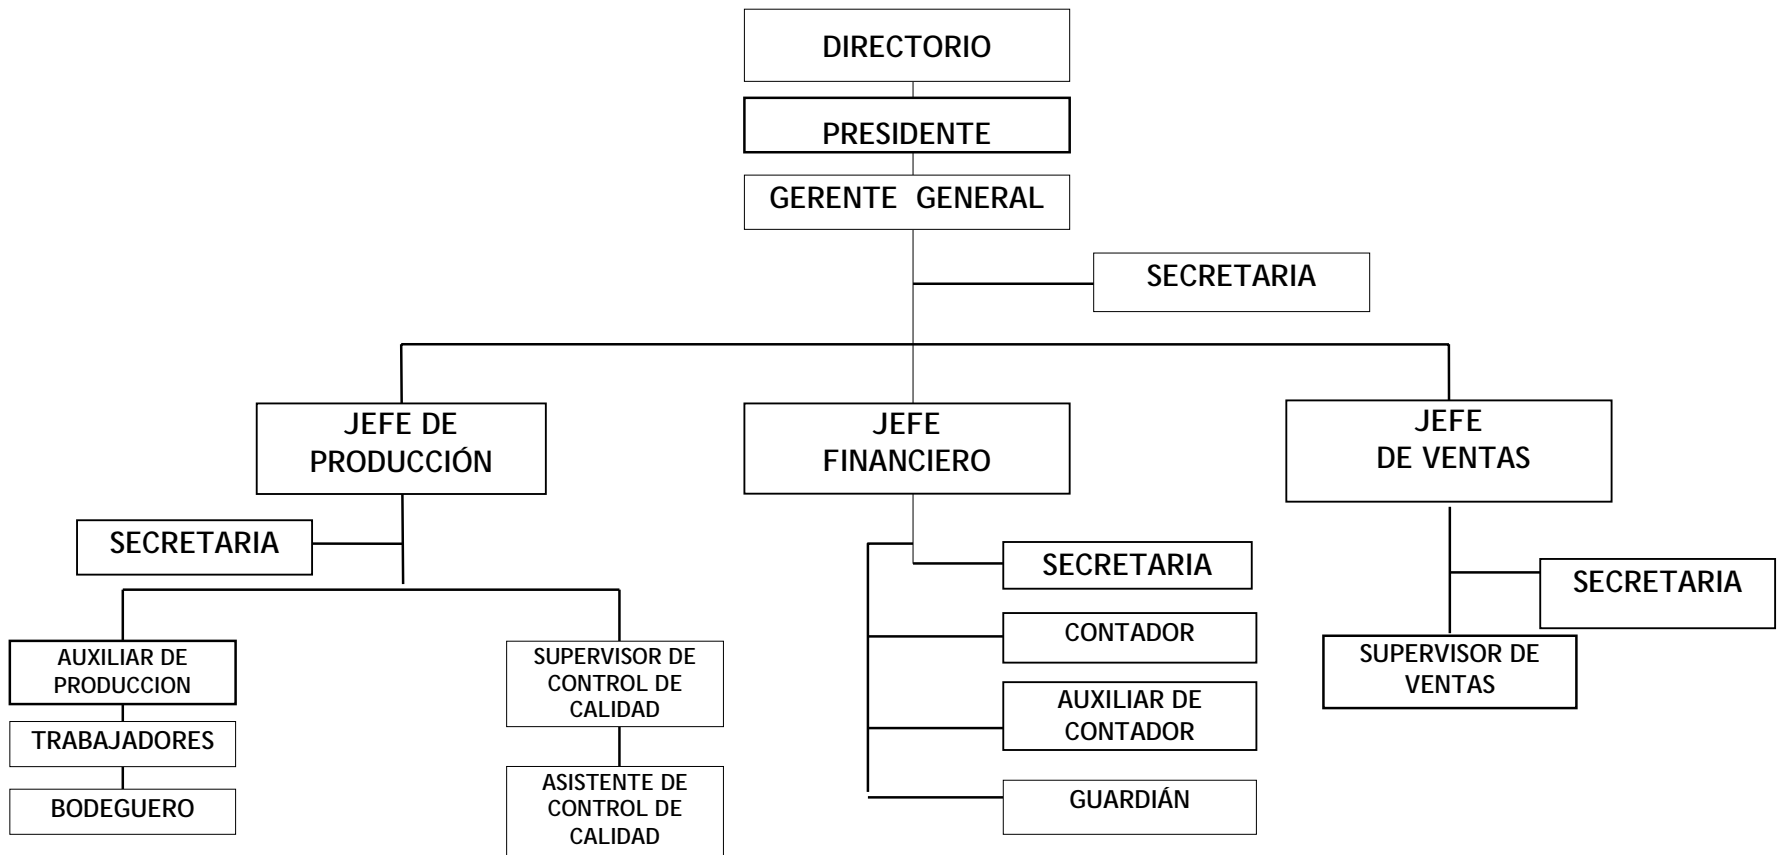 DIRECTORIO
PRESIDENTE
GERENTE GENERAL
SECRETARIA
JEFE DE
PRODUCCIÓN
JEFE
FINANCIERO
JEFE
DE VENTAS
SECRETARIA
SECRETARIA
SECRETARIA
AUXILIAR DE
PRODUCCION
TRABAJADORES
BODEGUERO
SUPERVISOR DE
CONTROL DE
CALIDAD
ASISTENTE DE
CONTROL DE
CALIDAD
CONTADOR
AUXILIAR DE
CONTADOR
GUARDIÁN
SUPERVISOR DE
VENTAS